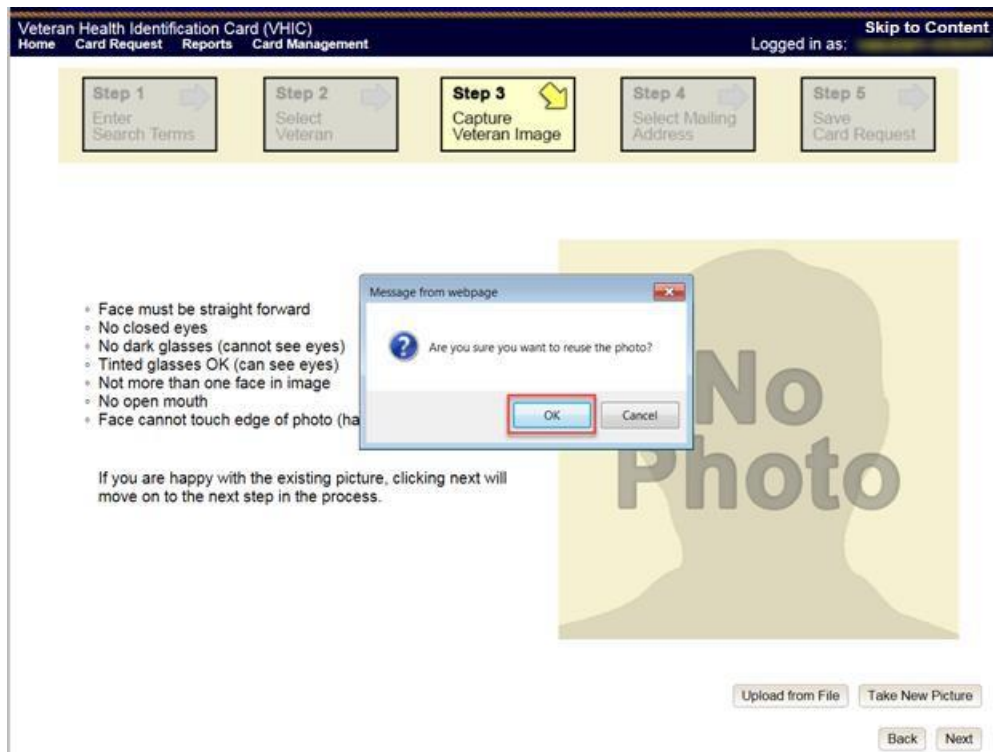 Veteran Health Identification Card (VHIC)
Skip to Content
Home Card Request Reports Card Management
Logged in as:
Step 1
Enter
Search Terms
Step 2
Select
Veteran
Step 3
Capture
Veteran Image
Step 4
Select Mailing
Address
Step 5
Save
Card Request
Message from webpage
Are you sure you want to reuse the photo?
OK Cancel
Face must be straight forward
No closed eyes
No dark glasses (cannot see eyes)
Tinted glasses OK (can see eyes)
Not more than one face in image
No open mouth
Face cannot touch edge of photo (ha
If you are happy with the existing picture, clicking next will
move on to the next step in the process.
No
Photo
Upload from File Take New Picture
Back Next